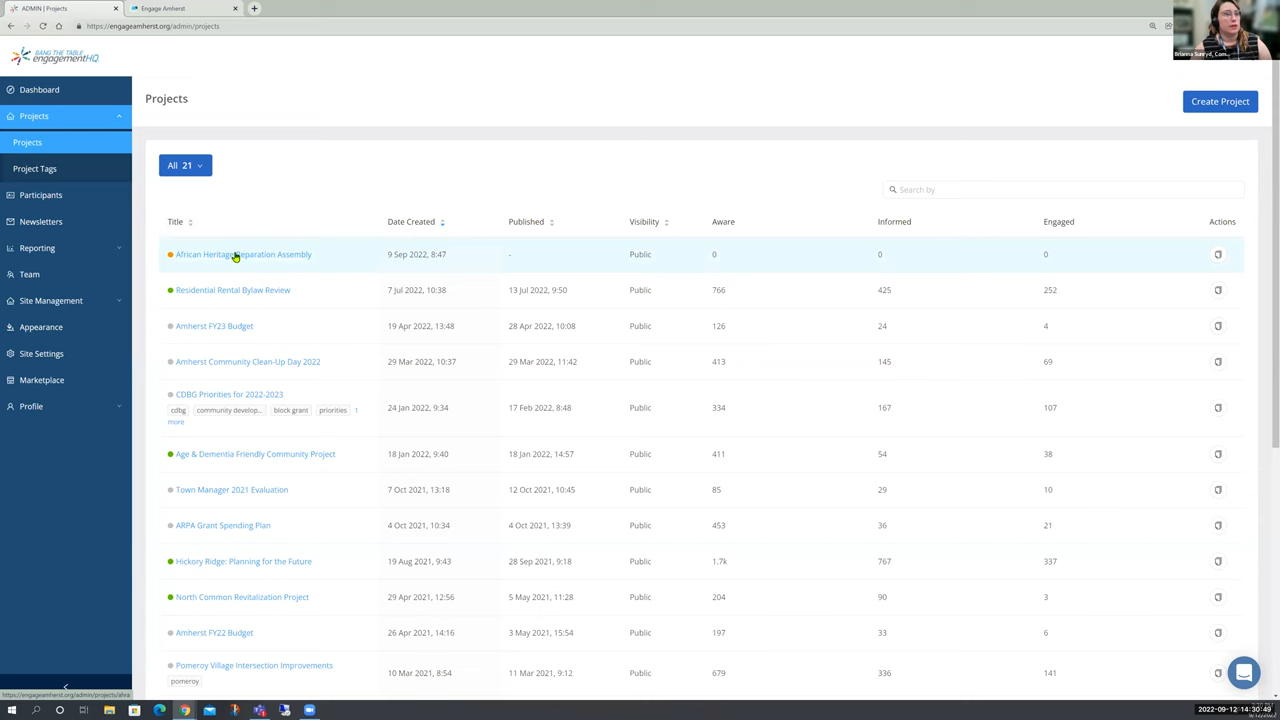 ADMIN | Projects
Engage Amherst
https://engageamherst.org/admin/projects
Brianna Sunryd, Com...
BANG THE TABLE
engagementHQ
Dashboard
Projects
Projects
Project Tags
Participants
Newsletters
Reporting
Team
Site Management
Appearance
Site Settings
Marketplace
Profile
Projects
Create Project
All 21
Search by
Title Date Created Published Visibility Aware Informed Engaged Actions
African Heritage Reparation Assembly 9 Sep 2022, 8:47 - Public 0 0 0
Residential Rental Bylaw Review 7 Jul 2022, 10:38 13 Jul 2022, 9:50 Public 766 425 252
Amherst FY23 Budget 19 Apr 2022, 13:48 28 Apr 2022, 10:08 Public 126 24 4
Amherst Community Clean-Up Day 2022 29 Mar 2022, 10:37 29 Mar 2022, 11:42 Public 413 145 69
CDBG Priorities for 2022-2023 24 Jan 2022, 9:34 17 Feb 2022, 8:48 Public 334 167 107
cdbg community develop... block grant priorities 1
more
Age & Dementia Friendly Community Project 18 Jan 2022, 9:40 18 Jan 2022, 14:57 Public 411 54 38
Town Manager 2021 Evaluation 7 Oct 2021, 13:18 12 Oct 2021, 10:45 Public 85 29 10
ARPA Grant Spending Plan 4 Oct 2021, 10:34 4 Oct 2021, 13:39 Public 453 36 21
Hickory Ridge: Planning for the Future 19 Aug 2021, 9:43 28 Sep 2021, 9:18 Public 1.7k 767 337
North Common Revitalization Project 29 Apr 2021, 12:56 5 May 2021, 11:28 Public 204 90 3
Amherst FY22 Budget 26 Apr 2021, 14:16 3 May 2021, 15:54 Public 197 33 6
Pomeroy Village Intersection Improvements 10 Mar 2021, 8:54 11 Mar 2021, 9:12 Public 679 336 141
pomeroy
https://engageamherst.org/admin/projects/ahra
2022-09-12 14:30:49